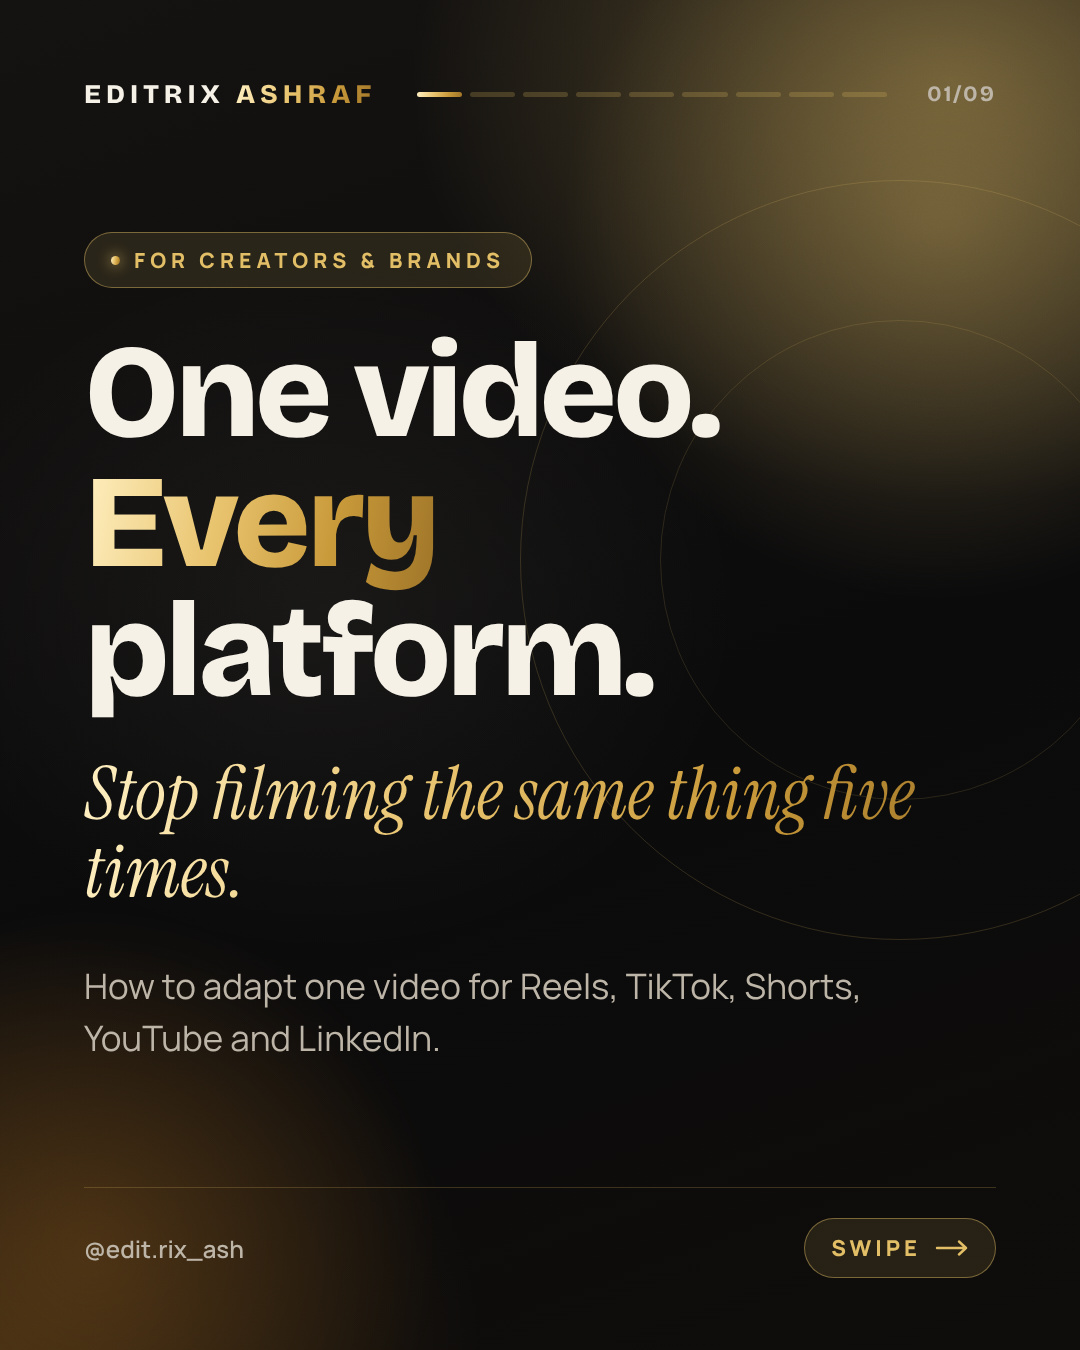 EDITRIX ASHRAF
01/09
FOR CREATORS & BRANDS
One video.
Every
platform.
Stop filming the same thing five
times.
How to adapt one video for Reels, TikTok, Shorts,
YouTube and LinkedIn.
@edit.rix_ash
SWIPE →